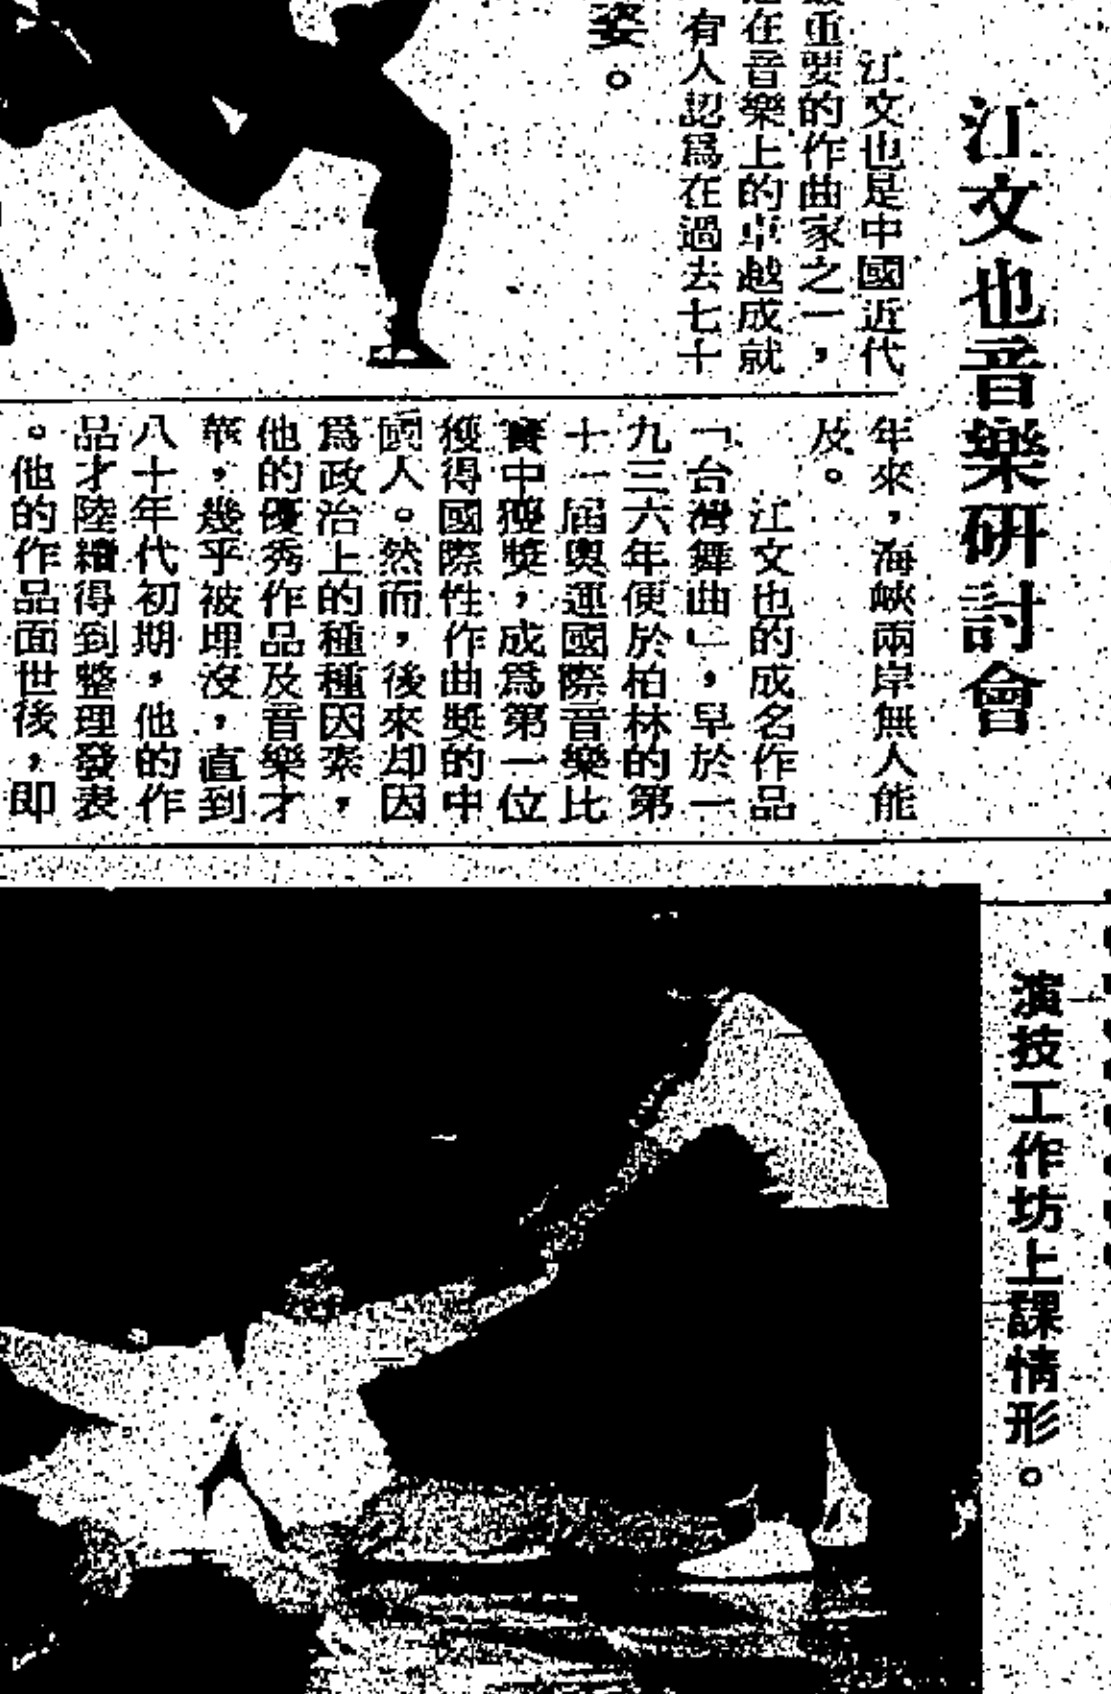 江文也音樂研討會
江文也是中國近代
最重要的作曲家之一，
在音樂上的卓越成就
有人認爲在過去七十
姿。
年來，海峽兩岸無人能
及。
江文也的成名作品
「台灣舞曲」，早於一
九三六年便於柏林的第
十一屆奧運國際音樂比
賽中獲獎，成爲第一位
獲得國際性作曲獎的中
國人。然而，後來却因
爲政治上的種種因素，
他的優秀作品及音樂才
華，幾乎被埋沒，直到
八十年代初期，他的作
品才陸續得到整理發表
。他的作品面世後，即
演技工作坊上課情形。